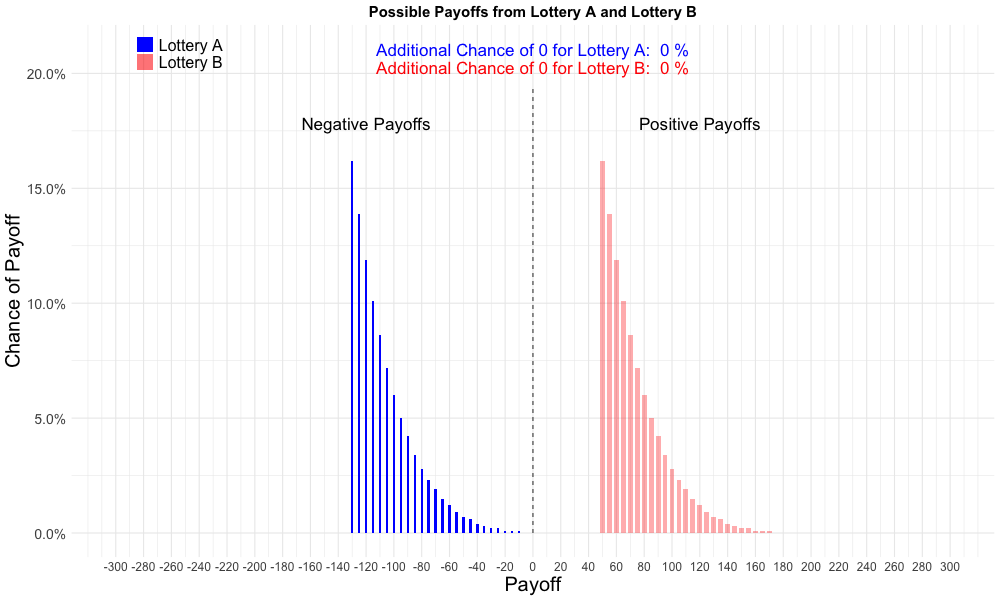 Possible Payoffs from Lottery A and Lottery B
Lottery A
Lottery B
Additional Chance of 0 for Lottery A:  0 %
Additional Chance of 0 for Lottery B:  0 %
Negative Payoffs
Positive Payoffs
Chance of Payoff
20.0%
15.0%
10.0%
5.0%
0.0%
-300 -280 -260 -240 -220 -200 -180 -160 -140 -120 -100 -80 -60 -40 -20 0 20 40 60 80 100 120 140 160 180 200 220 240 260 280 300
Payoff